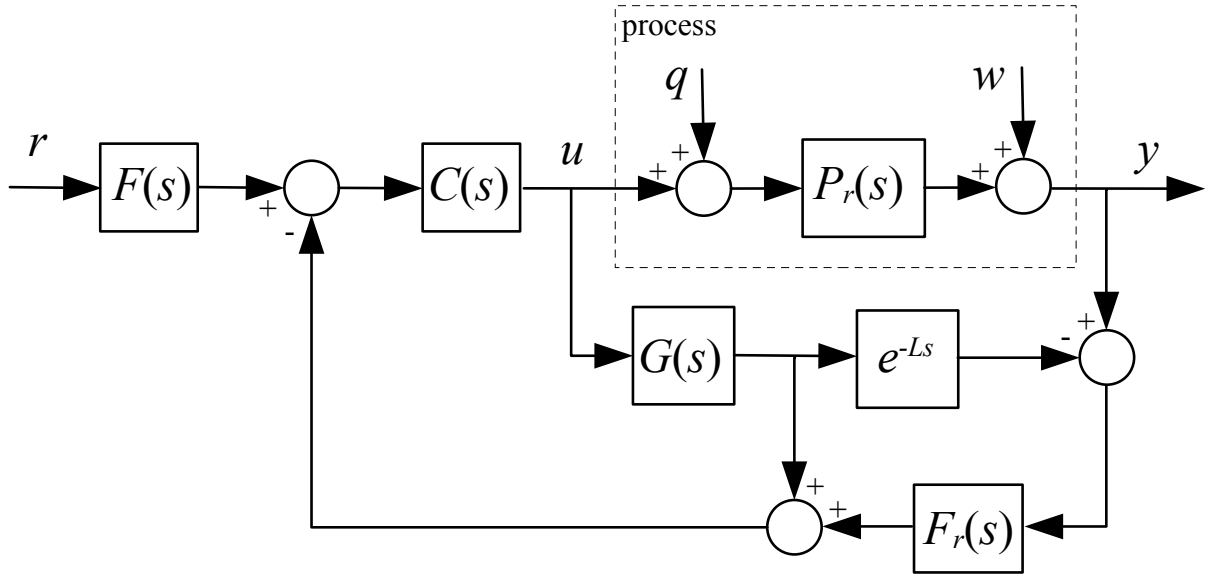 process
q
w
r
u
y
F(s)
C(s)
P_r(s)
+
-
+
+
+
+
G(s)
e^{-Ls}
+
-
+
+
F_r(s)